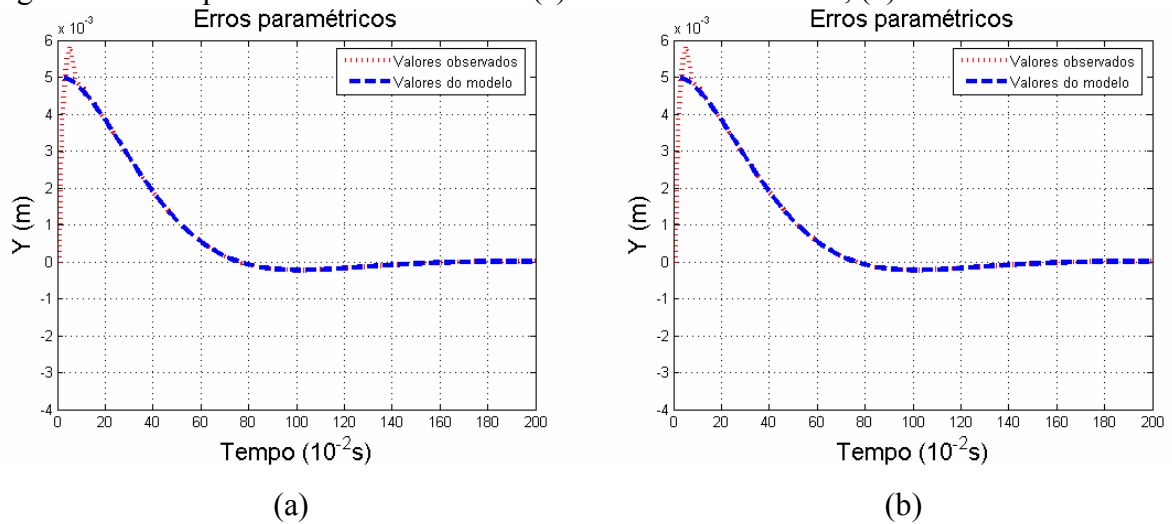 (a)
Erros paramétricos
x 10-3
6
5
4
3
2
1
0
-1
-2
-3
-4
Y (m)
Valores observados
Valores do modelo
0 20 40 60 80 100 120 140 160 180 200
Tempo (10-2s)
(a)
Erros paramétricos
x 10-3
6
5
4
3
2
1
0
-1
-2
-3
-4
Y (m)
Valores observados
Valores do modelo
0 20 40 60 80 100 120 140 160 180 200
Tempo (10-2s)
(b)